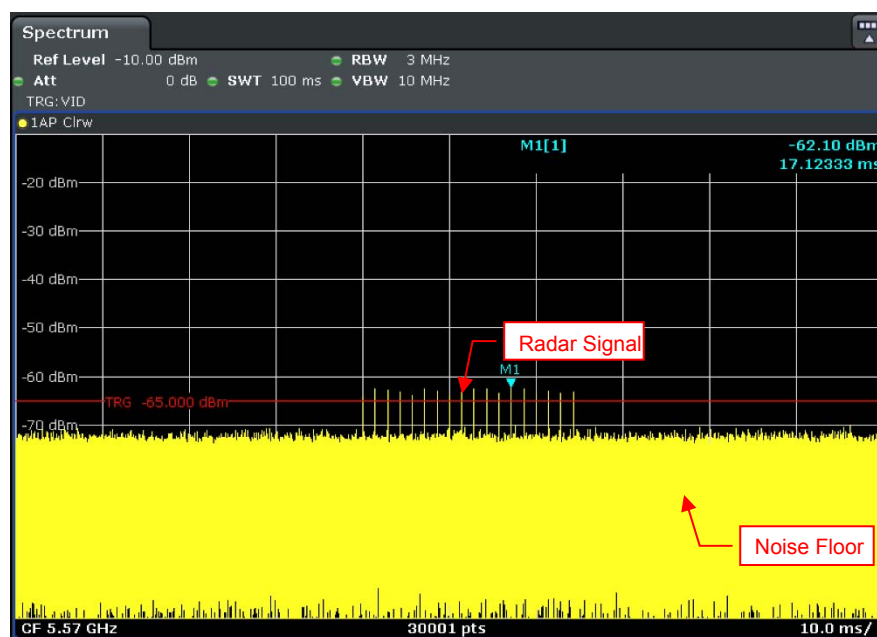 Spectrum
Ref Level -10.00 dBm RBW 3 MHz
Att 0 dB SWT 100 ms VBW 10 MHz
TRG:VID
1AP Clrw
M1[1] -62.10 dBm
17.12333 ms
-20 dBm
-30 dBm
-40 dBm
-50 dBm
Radar Signal
-60 dBm
M1
TRG -65.000 dBm
-70 dBm
Noise Floor
CF 5.57 GHz 30001 pts 10.0 ms/